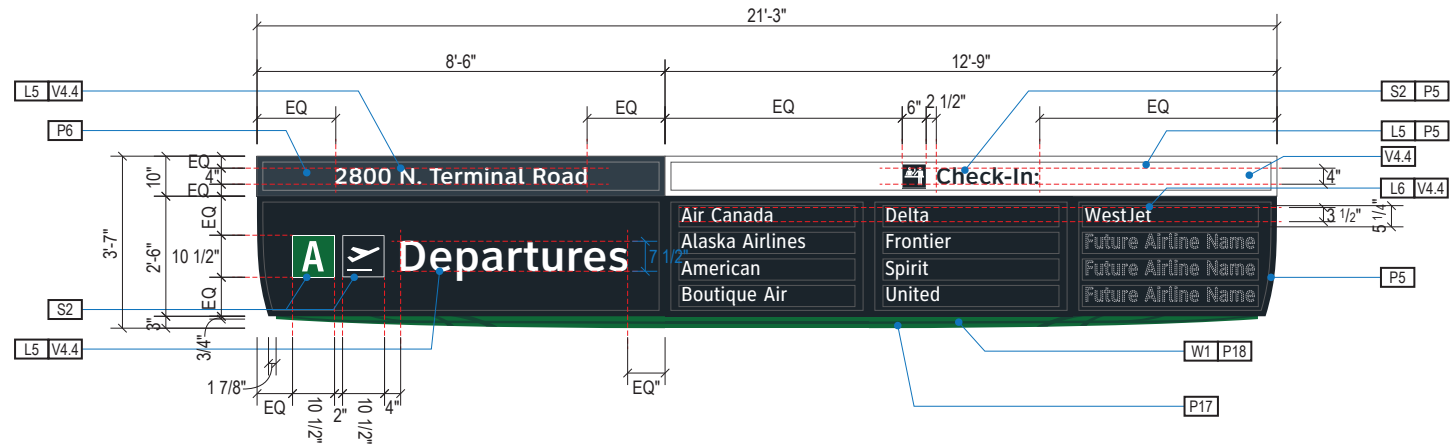 21'-3"
8'-6" 12'-9"
L5 V4.4 EQ EQ EQ 6" 2 1/2" EQ S2 P5
P6 L5 P5
V4.4
EQ
10" 4" 2800 N. Terminal Road Check-In: 4"
EQ L6 V4.4
EQ Air Canada Delta WestJet 3 1/2" 5 1/4"
3'-7" 2'-6" 10 1/2" A Departures 7 1/2" Alaska Airlines Frontier Future Airline Name
American Spirit Future Airline Name
EQ Boutique Air United Future Airline Name P5
S2
3"
L5 V4.4 3/4" W1 P18
1 7/8" EQ 10 1/2" 2" 10 1/2" 4" EQ" P17